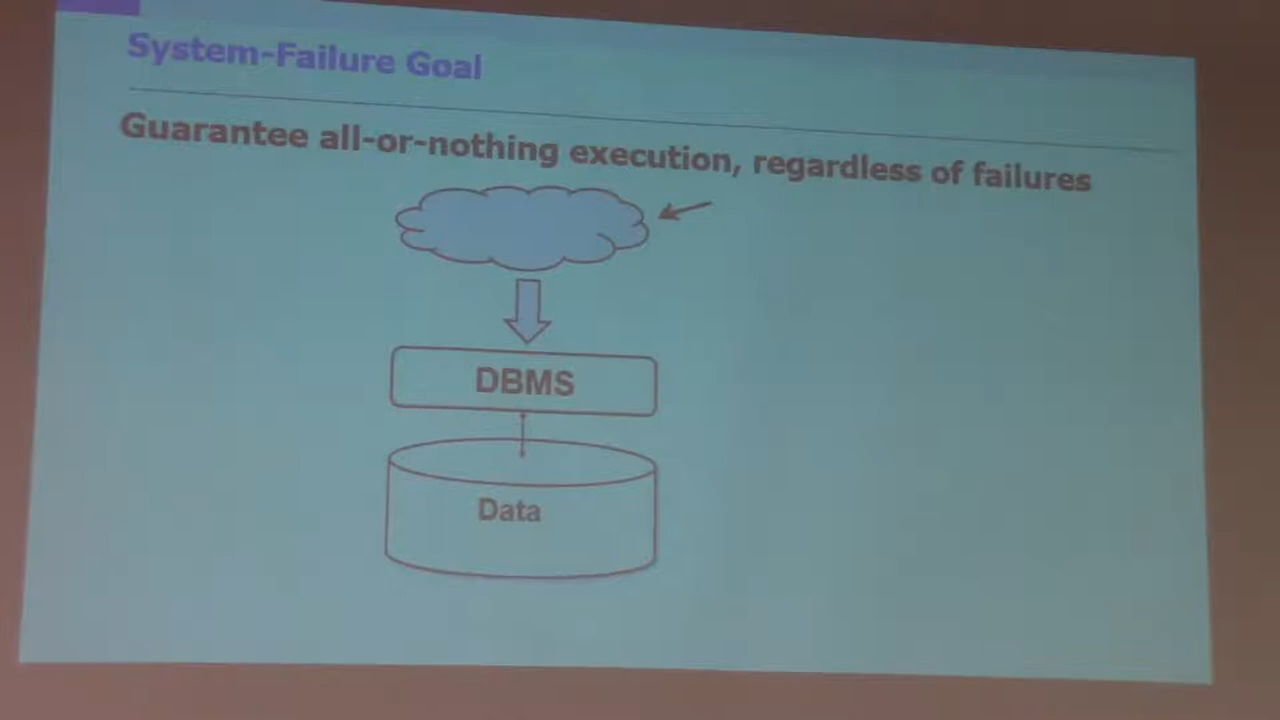 System-Failure Goal
Guarantee all-or-nothing execution, regardless of failures
DBMS
Data